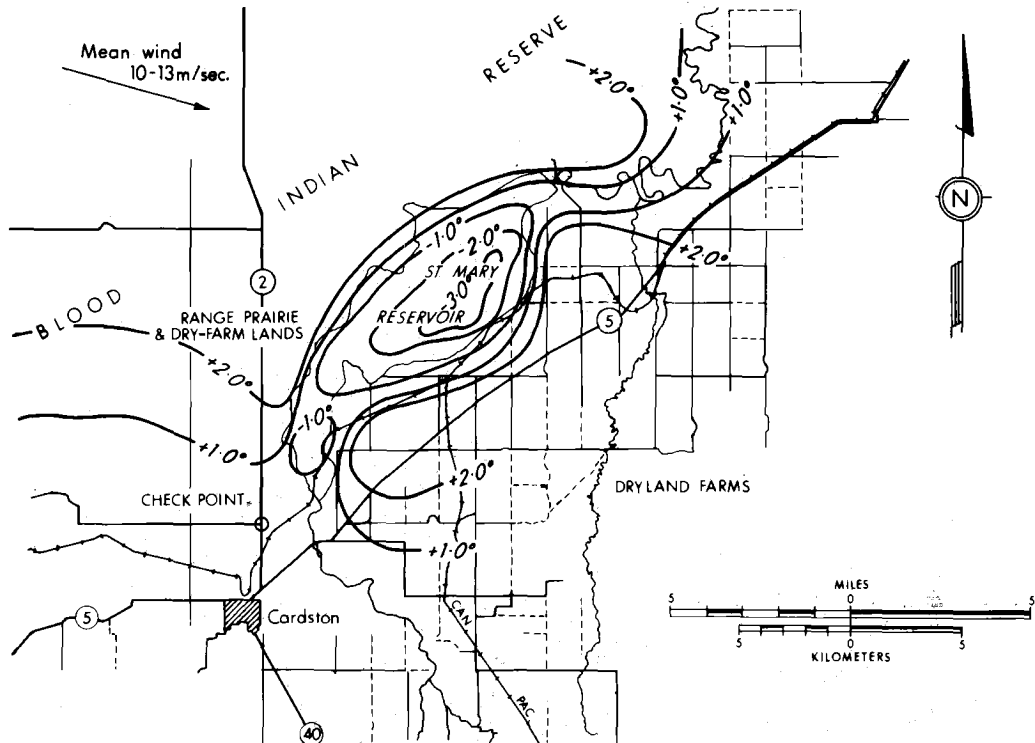 Mean wind
10-13m/sec.
RESERVE
INDIAN
BLOOD
+2.0°
+1.0°
+1.0°
N
-1.0°
-2.0°
ST. MARY
-3.0°
RESERVOIR
+2.0°
2
5
RANGE PRAIRIE
& DRY-FARM LANDS
+2.0°
-1.0°
+1.0°
+2.0°
CHECK POINT
DRYLAND FARMS
+1.0°
5
Cardston
CAN.
PAC.
40
MILES
5 0 5
5 0 5
KILOMETERS